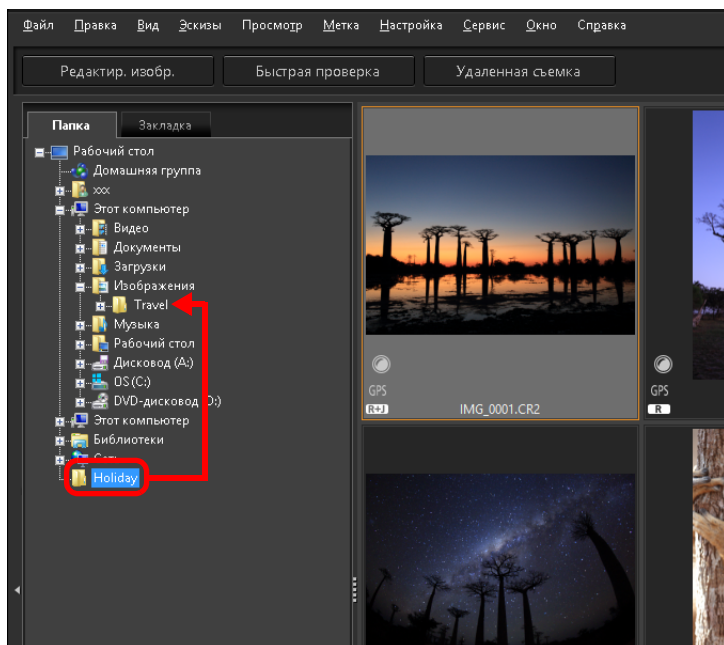 Файл Правка Вид Эскизы Просмотр Метка Настройка Сервис Окно Справка
Редактир. изобр. Быстрая проверка Удаленная съемка
Папка Закладка
Рабочий стол
Домашняя группа
xxx
Этот компьютер
Видео
Документы
Загрузки
Изображения
Travel
Музыка
Рабочий стол
Дисковод (A:)
OS (C:)
DVD-дисковод (D:)
Этот компьютер
Библиотеки
Holiday
GPS
R+J IMG_0001.CR2
GPS
R